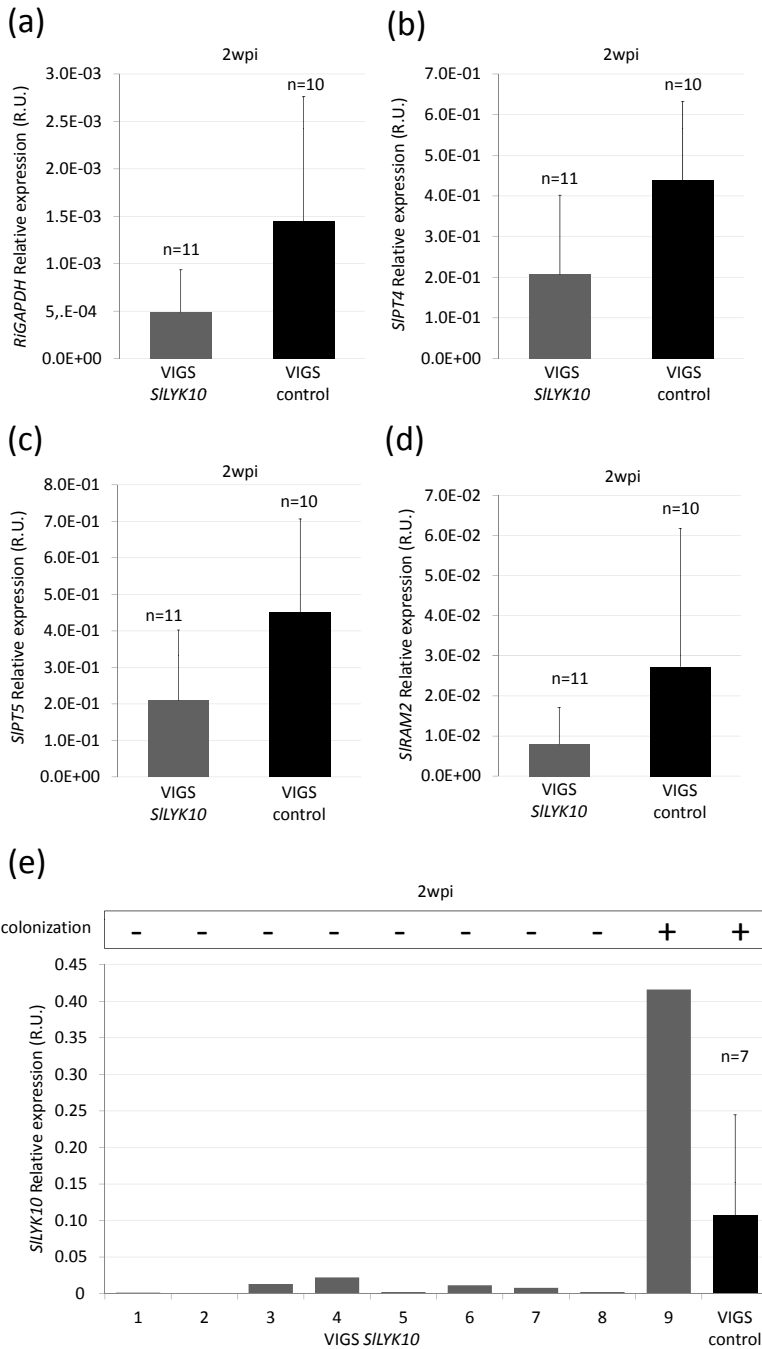 (a)
2wpi
RiGAPDH Relative expression (R.U.)
3.0E-03
2.5E-03
2.0E-03
1.5E-03
1.0E-03
5,.E-04
0.0E+00
n=11
n=10
VIGS
SlLYK10
VIGS
control
(b)
2wpi
SlPT4 Relative expression (R.U.)
7.0E-01
6.0E-01
5.0E-01
4.0E-01
3.0E-01
2.0E-01
1.0E-01
0.0E+00
n=11
n=10
VIGS
SlLYK10
VIGS
control
(c)
2wpi
SlPT5 Relative expression (R.U.)
8.0E-01
7.0E-01
6.0E-01
5.0E-01
4.0E-01
3.0E-01
2.0E-01
1.0E-01
0.0E+00
n=11
n=10
VIGS
SlLYK10
VIGS
control
(d)
2wpi
SlRAM2 Relative expression (R.U.)
7.0E-02
6.0E-02
5.0E-02
4.0E-02
3.0E-02
2.0E-02
1.0E-02
0.0E+00
n=11
n=10
VIGS
SlLYK10
VIGS
control
(e)
2wpi
colonization - - - - - - - - + +
SlLYK10 Relative expression (R.U.)
0.45
0.40
0.35
0.30
0.25
0.20
0.15
0.10
0.05
0
n=7
1 2 3 4 5 6 7 8 9 VIGS
VIGS SlLYK10 control